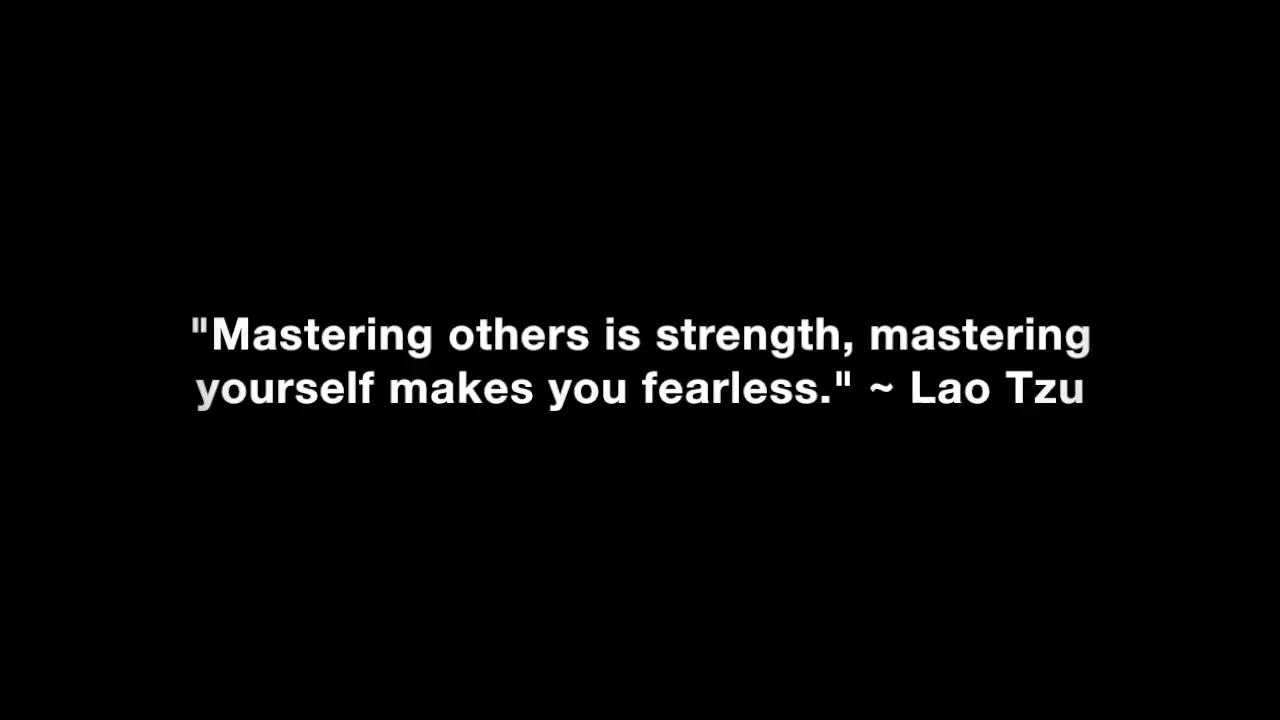 "Mastering others is strength, mastering
yourself makes you fearless." ~ Lao Tzu